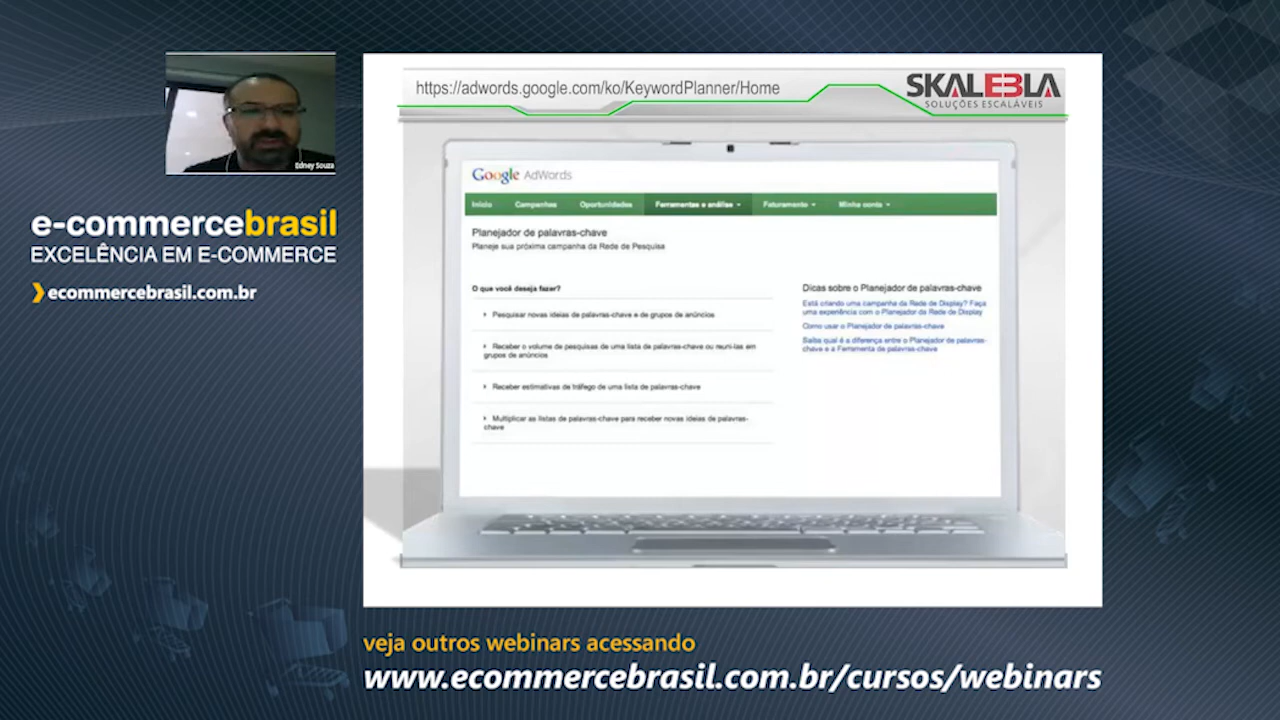 Edney Souza
e-commercebrasil
EXCELÊNCIA EM E-COMMERCE
ecommercebrasil.com.br
https://adwords.google.com/ko/KeywordPlanner/Home
SKALEBLA
SOLUÇÕES ESCALÁVEIS
Google AdWords
Início Campanhas Oportunidades Ferramentas e análise Faturamento Minha conta
Planejador de palavras-chave
Planeje sua próxima campanha da Rede de Pesquisa
O que você deseja fazer?
Pesquisar novas ideias de palavras-chave e de grupos de anúncios
Receber o volume de pesquisas de uma lista de palavras-chave ou reuni-las em
grupos de anúncios
Receber estimativas de tráfego de uma lista de palavras-chave
Multiplicar as listas de palavras-chave para receber novas ideias de palavras-
chave
Dicas sobre o Planejador de palavras-chave
Está criando uma campanha da Rede de Display? Faça
uma experiência com o Planejador da Rede de Display
Como usar o Planejador de palavras-chave
Saiba qual é a diferença entre o Planejador de palavras-
chave e a Ferramenta de palavras-chave
veja outros webinars acessando
www.ecommercebrasil.com.br/cursos/webinars